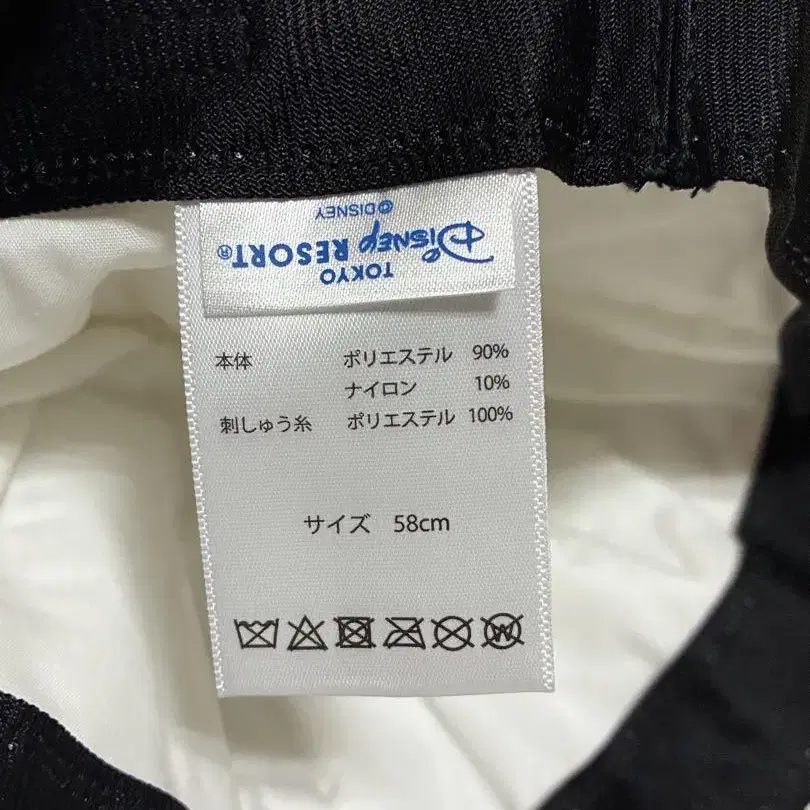 ©DISNEY
TOKYO
Disney RESORT®
本体 ポリエステル 90%
ナイロン 10%
刺しゅう糸 ポリエステル 100%
サイズ 58cm
W